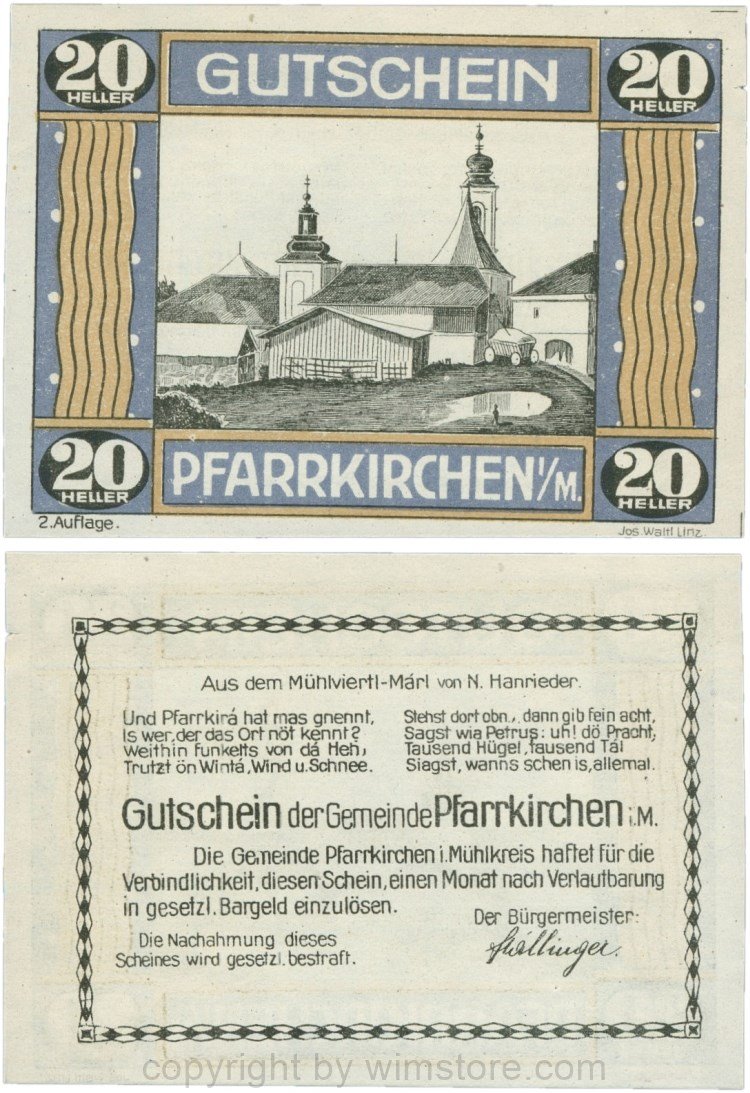 20 HELLER
GUTSCHEIN
20 HELLER
20 HELLER
PFARRKIRCHEN i/M.
20 HELLER
2.Auflage.
Jos. Waltl Linz.
Aus dem Mühlviertl-Márl von N. Hanrieder.
Und Pfarrkirá hat mas gnennt,
Is wer, der das Ort nöt kennt?
Weithin funkelts von dá Heh,
Trutzt ön Wintá, Wind u. Schnee.
Stehst dort obn., dann gib fein acht,
Sagst wia Petrus: uh! dö Pracht,
Tausend Hügel, tausend Tál
Siagst, wanns schen is, allemal.
Gutschein der Gemeinde Pfarrkirchen i.M.
Die Gemeinde Pfarrkirchen i. Mühlkreis haftet für die
Verbindlichkeit, diesen Schein, einen Monat nach Verlautbarung
in gesetzl. Bargeld einzulösen.
Der Bürgermeister:
Die Nachahmung dieses
Scheines wird gesetzl. bestraft.
copyright by wimstore.com